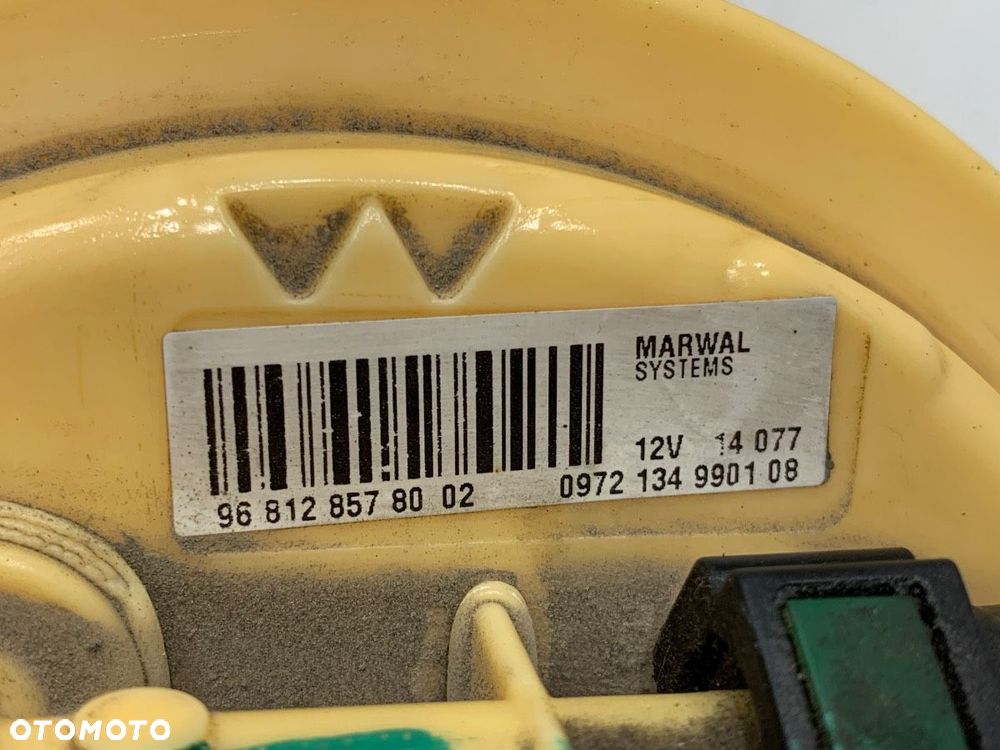 MARWAL
SYSTEMS
12V 14 077
96 812 857 80 02 0972 134 9901 08
OTOMOTO